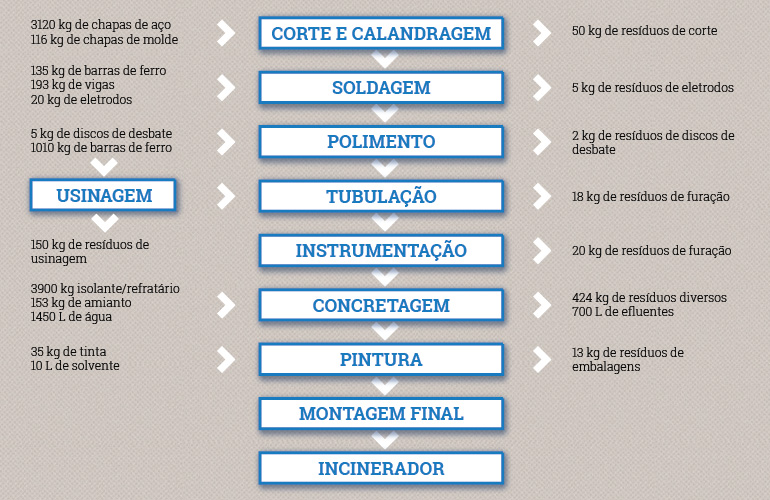 3120 kg de chapas de aço
116 kg de chapas de molde
CORTE E CALANDRAGEM
50 kg de resíduos de corte
135 kg de barras de ferro
193 kg de vigas
20 kg de eletrodos
SOLDAGEM
5 kg de resíduos de eletrodos
5 kg de discos de desbate
1010 kg de barras de ferro
POLIMENTO
2 kg de resíduos de discos de
desbate
USINAGEM
TUBULAÇÃO
18 kg de resíduos de furação
150 kg de resíduos de
usinagem
INSTRUMENTAÇÃO
20 kg de resíduos de furação
3900 kg isolante/refratário
153 kg de amianto
1450 L de água
CONCRETAGEM
424 kg de resíduos diversos
700 L de efluentes
35 kg de tinta
10 L de solvente
PINTURA
13 kg de resíduos de
embalagens
MONTAGEM FINAL
INCINERADOR